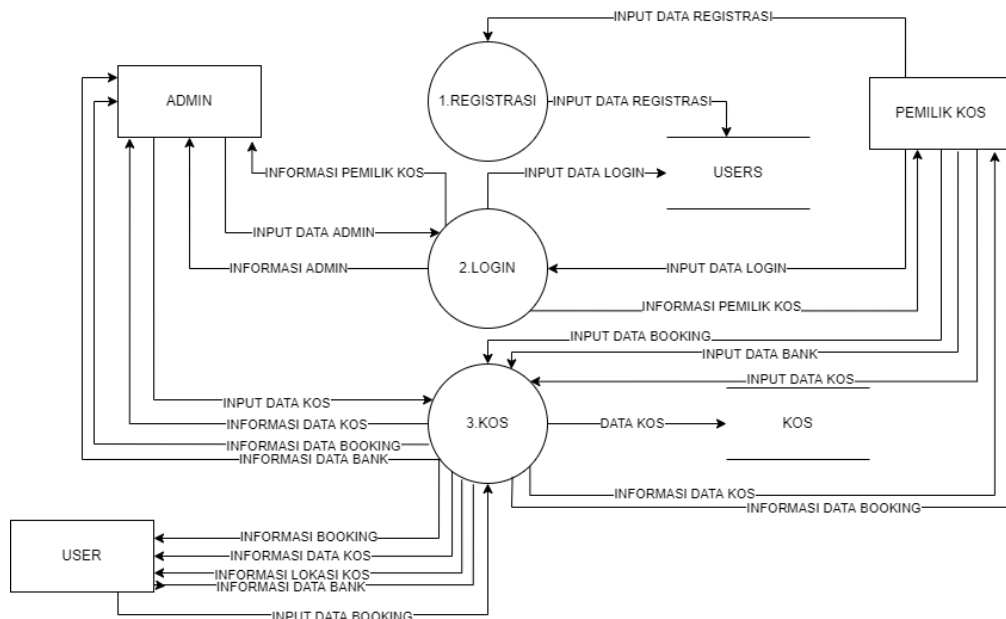 INPUT DATA REGISTRASI
ADMIN
1.REGISTRASI
INPUT DATA REGISTRASI
PEMILIK KOS
INFORMASI PEMILIK KOS
INPUT DATA LOGIN
USERS
INPUT DATA ADMIN
INFORMASI ADMIN
2.LOGIN
INPUT DATA LOGIN
INFORMASI PEMILIK KOS
INPUT DATA BOOKING
INPUT DATA BANK
INPUT DATA KOS
INPUT DATA KOS
INFORMASI DATA KOS
INFORMASI DATA BOOKING
INFORMASI DATA BANK
3.KOS
DATA KOS
KOS
INFORMASI DATA KOS
INFORMASI DATA BOOKING
USER
INFORMASI BOOKING
INFORMASI DATA KOS
INFORMASI LOKASI KOS
INFORMASI DATA BANK
INPUT DATA BOOKING